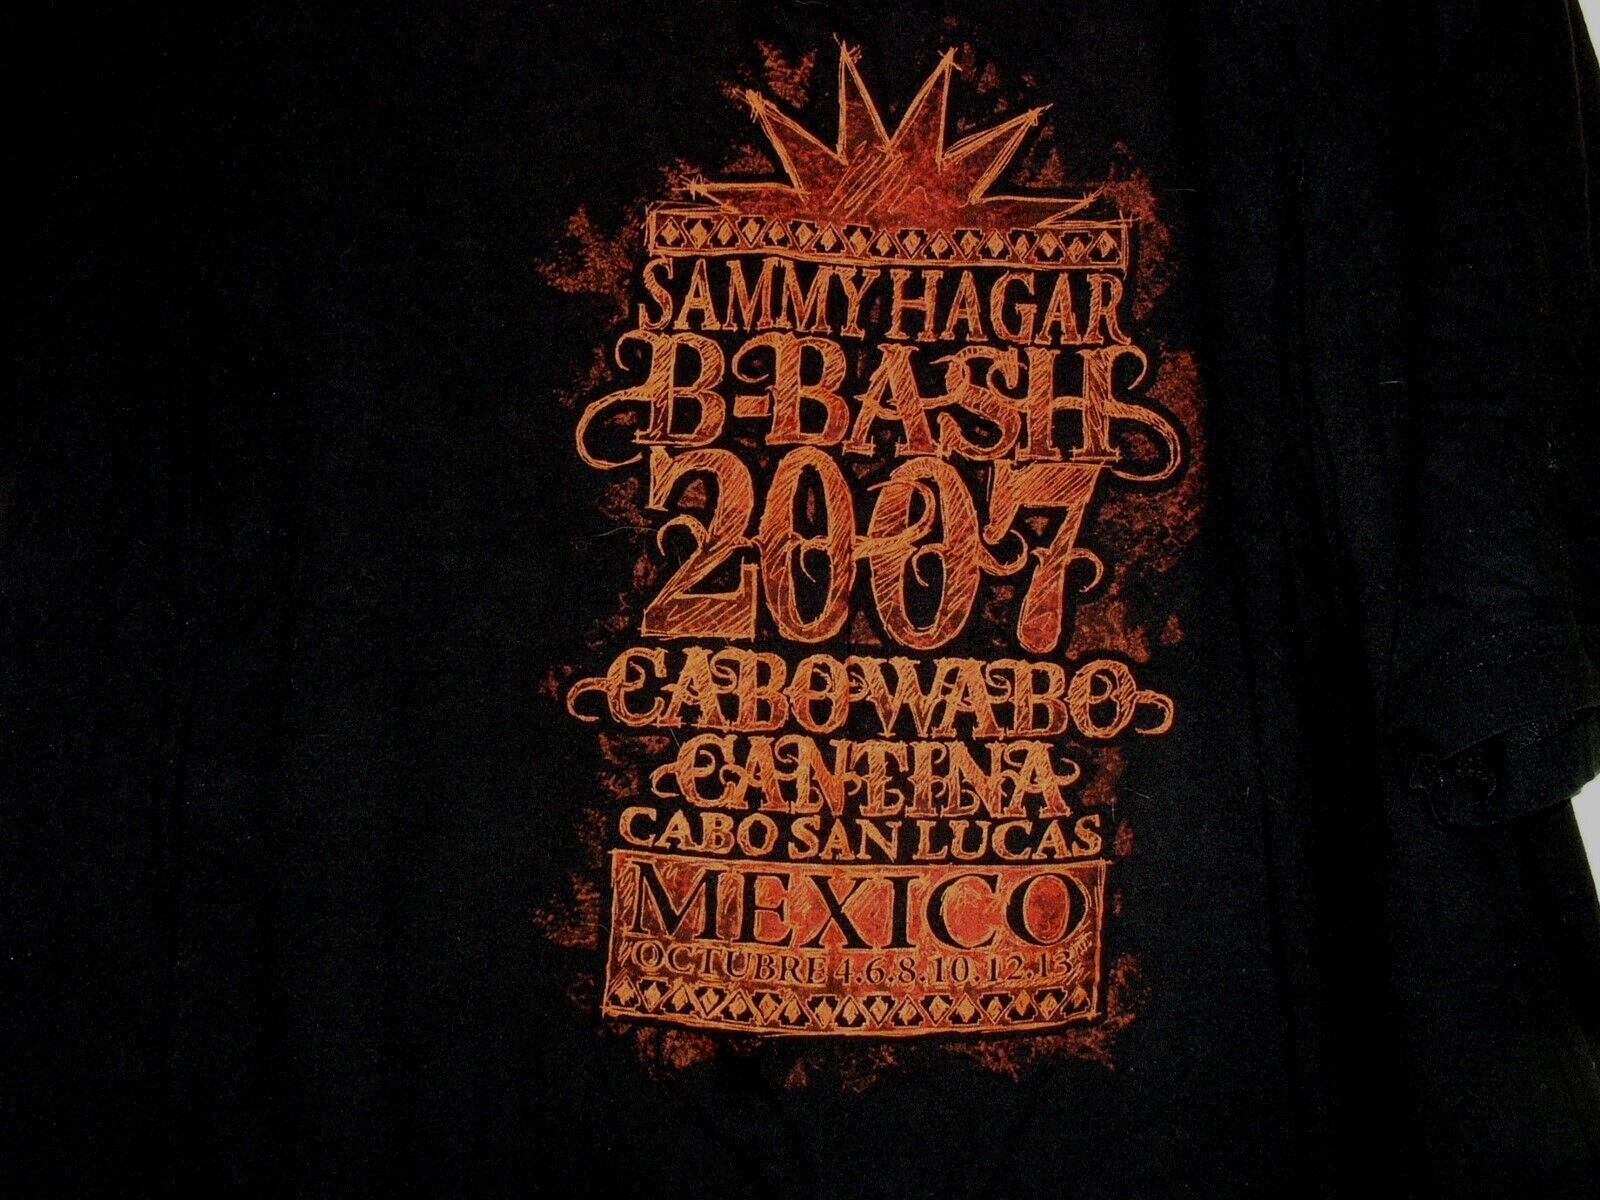 SAMMY HAGAR
B-BASH
2007
CABO WABO
CANTINA
CABO SAN LUCAS
MEXICO
OCTUBRE 4.6.8.10.12.13